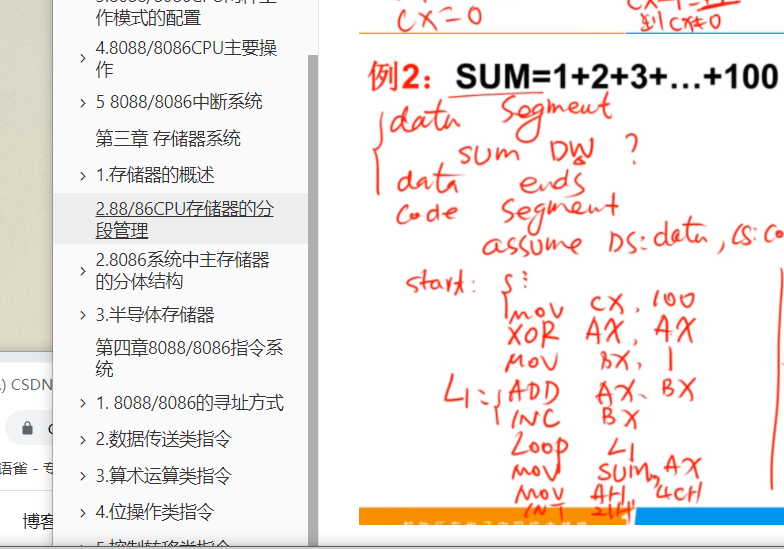 作模式的配置
4.8088/8086CPU主要操
作
5 8088/8086中断系统
第三章 存储器系统
1.存储器的概述
2.88/86CPU存储器的分
段管理
2.8086系统中主存储器
的分体结构
3.半导体存储器
第四章8088/8086指令系
统
1. 8088/8086的寻址方式
2.数据传送类指令
3.算术运算类指令
4.位操作类指令
) CSDN
语雀 - 专
博客
CX=0
到CX=0
例2：SUM=1+2+3+…+100
data Segment
sum DW ?
data ends
code Segment
assume DS:data, CS:Co
start:
mov CX, 100
XOR AX, AX
mov BX, 1
L1: ADD AX, BX
INC BX
Loop L1
mov SUM, AX
mov AH, 4CH
INT 21H